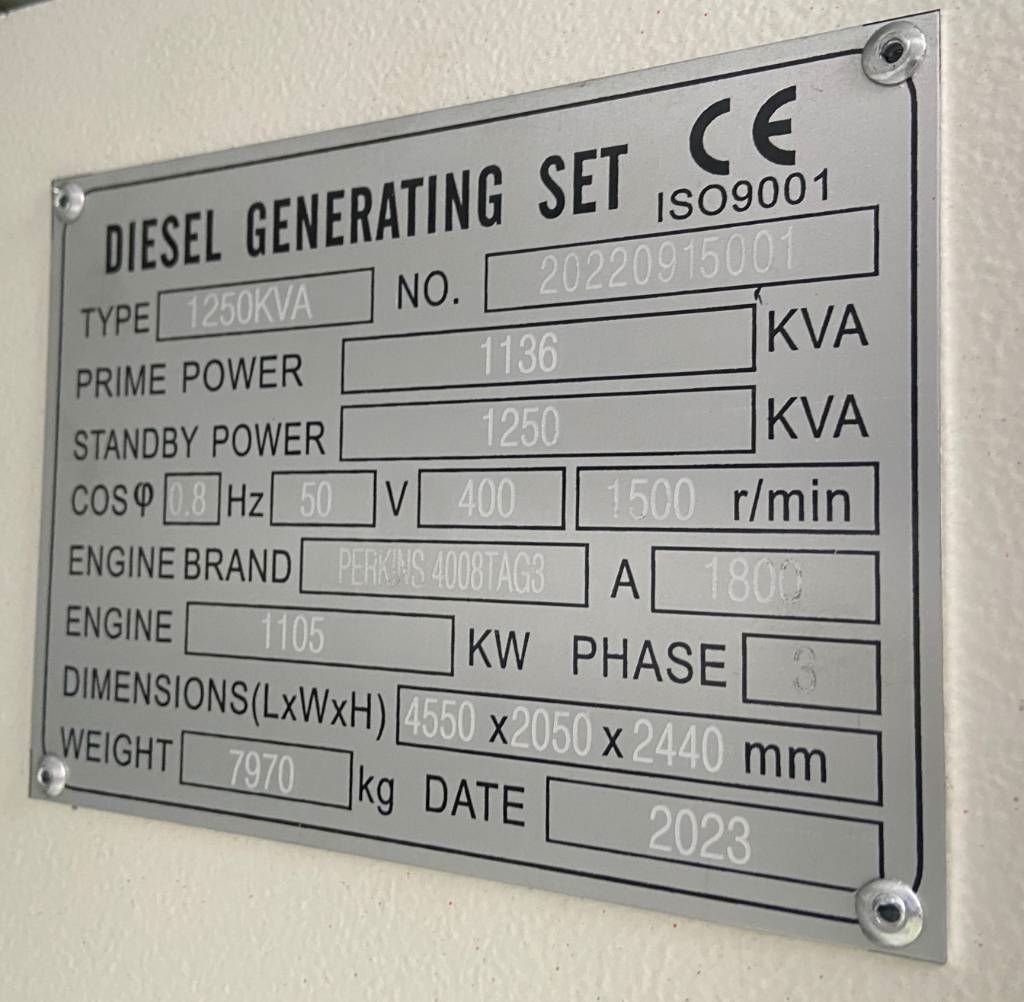 DIESEL GENERATING SET CE
ISO9001
TYPE 1250KVA NO. 20220915001
PRIME POWER 1136 KVA
STANDBY POWER 1250 KVA
COSφ 0.8 Hz 50 V 400 1500 r/min
ENGINE BRAND PERKINS 4008TAG3 A 1800
ENGINE 1105 KW PHASE 3
DIMENSIONS(LxWxH) 4550 x 2050 x 2440 mm
WEIGHT 7970 kg DATE 2023